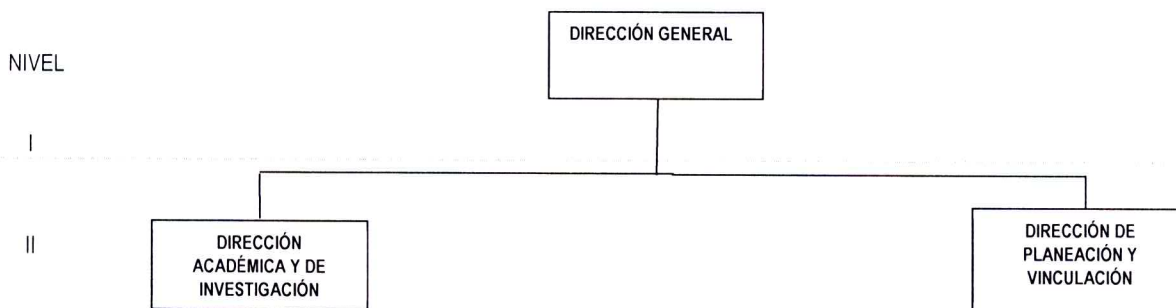 DIRECCIÓN GENERAL
NIVEL
I
II
DIRECCIÓN
ACADÉMICA Y DE
INVESTIGACIÓN
DIRECCIÓN DE
PLANEACIÓN Y
VINCULACIÓN